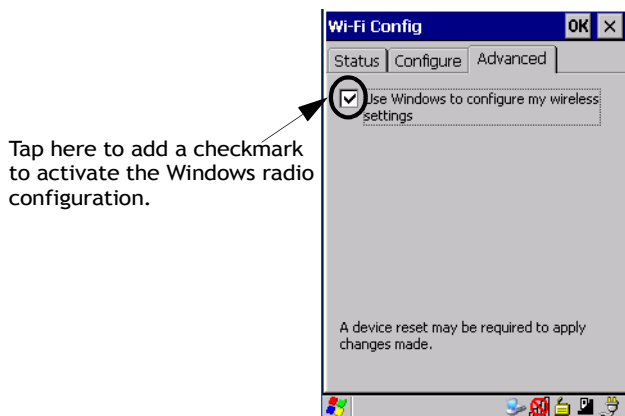 Wi-Fi Config OK ×
Status Configure Advanced
Use Windows to configure my wireless
settings
Tap here to add a checkmark
to activate the Windows radio
configuration.
A device reset may be required to apply
changes made.